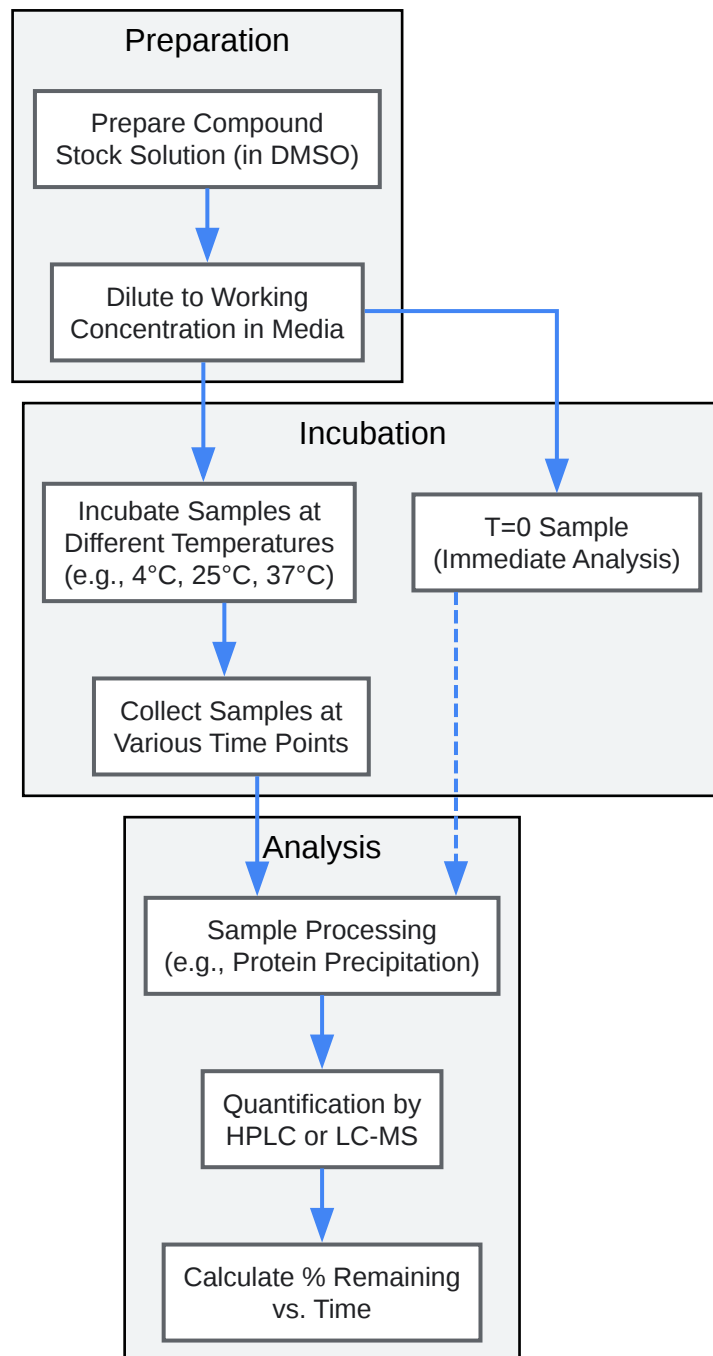 Preparation
Prepare Compound
Stock Solution (in DMSO)
Dilute to Working
Concentration in Media
Incubation
Incubate Samples at
Different Temperatures
(e.g., 4°C, 25°C, 37°C)
T=0 Sample
(Immediate Analysis)
Collect Samples at
Various Time Points
Analysis
Sample Processing
(e.g., Protein Precipitation)
Quantification by
HPLC or LC-MS
Calculate % Remaining
vs. Time